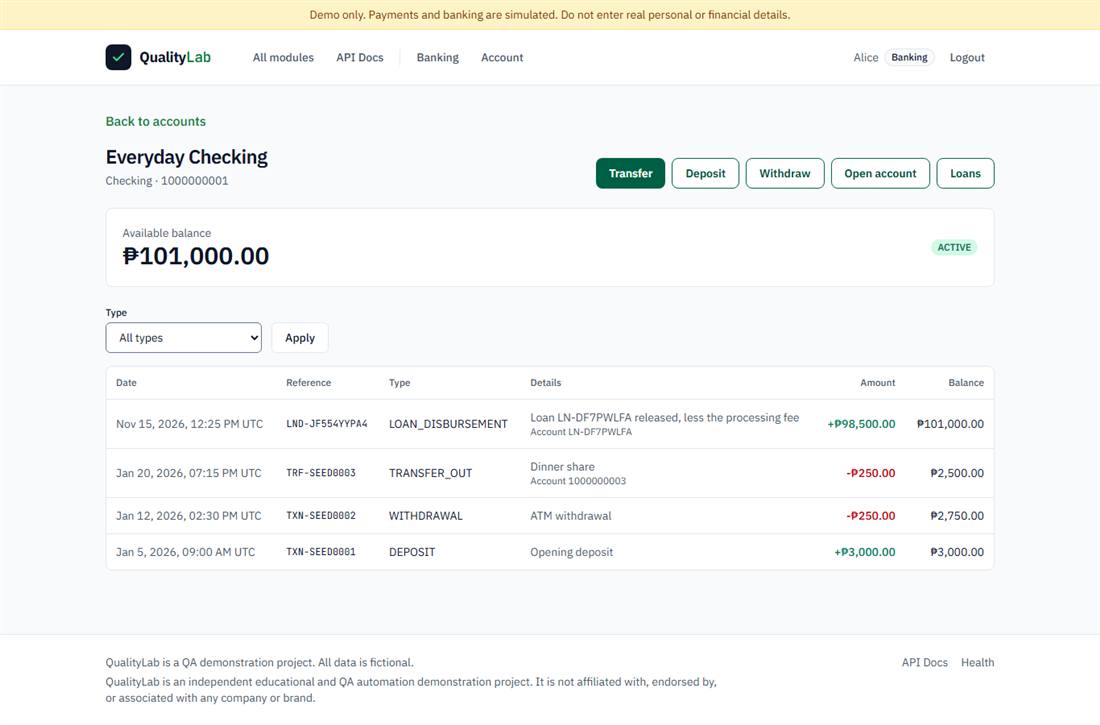 Demo only. Payments and banking are simulated. Do not enter real personal or financial details.
QualityLab All modules API Docs Banking Account Alice Banking Logout
Back to accounts
Everyday Checking
Checking · 1000000001
Transfer Deposit Withdraw Open account Loans
Available balance
₱101,000.00
ACTIVE
Type
All types Apply
Date Reference Type Details Amount Balance
Nov 15, 2026, 12:25 PM UTC LND-JF554YYPA4 LOAN_DISBURSEMENT Loan LN-DF7PWLFA released, less the processing fee +₱98,500.00 ₱101,000.00
Account LN-DF7PWLFA
Jan 20, 2026, 07:15 PM UTC TRF-SEED0003 TRANSFER_OUT Dinner share -₱250.00 ₱2,500.00
Account 1000000003
Jan 12, 2026, 02:30 PM UTC TXN-SEED0002 WITHDRAWAL ATM withdrawal -₱250.00 ₱2,750.00
Jan 5, 2026, 09:00 AM UTC TXN-SEED0001 DEPOSIT Opening deposit +₱3,000.00 ₱3,000.00
QualityLab is a QA demonstration project. All data is fictional. API Docs Health
QualityLab is an independent educational and QA automation demonstration project. It is not affiliated with, endorsed by,
or associated with any company or brand.